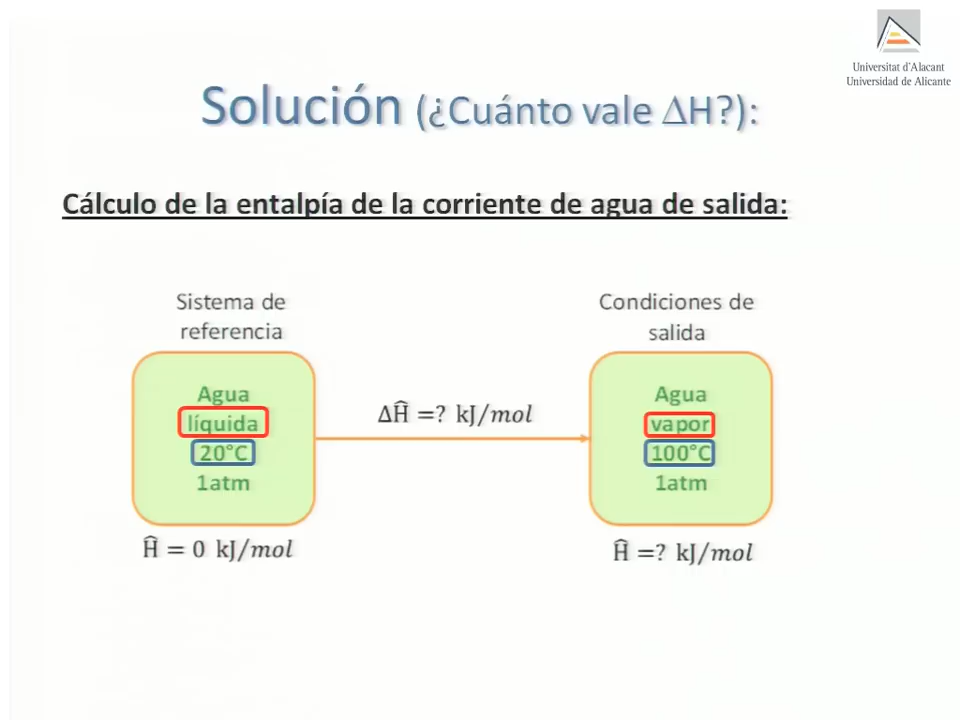 Universitat d'Alacant
Universidad de Alicante
Solución (¿Cuánto vale ΔH?):
Cálculo de la entalpía de la corriente de agua de salida:
Sistema de
referencia
Agua
líquida
20°C
1atm
Ĥ = 0 kJ/mol
ΔĤ =? kJ/mol
Condiciones de
salida
Agua
vapor
100°C
1atm
Ĥ =? kJ/mol